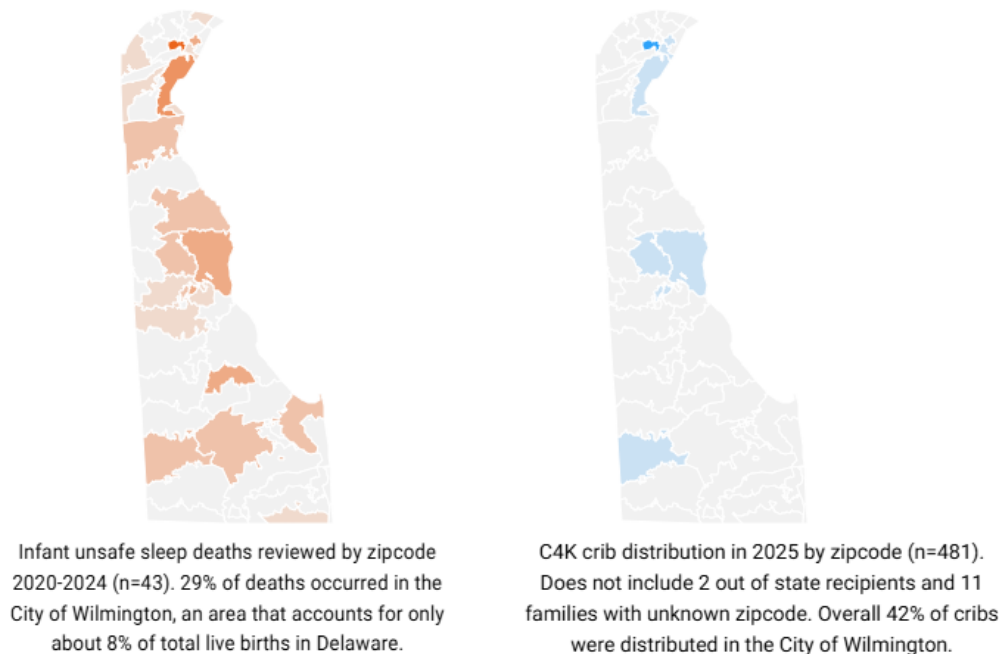 Infant unsafe sleep deaths reviewed by zipcode
2020-2024 (n=43). 29% of deaths occurred in the
City of Wilmington, an area that accounts for only
about 8% of total live births in Delaware.
C4K crib distribution in 2025 by zipcode (n=481).
Does not include 2 out of state recipients and 11
families with unknown zipcode. Overall 42% of cribs
were distributed in the City of Wilmington.